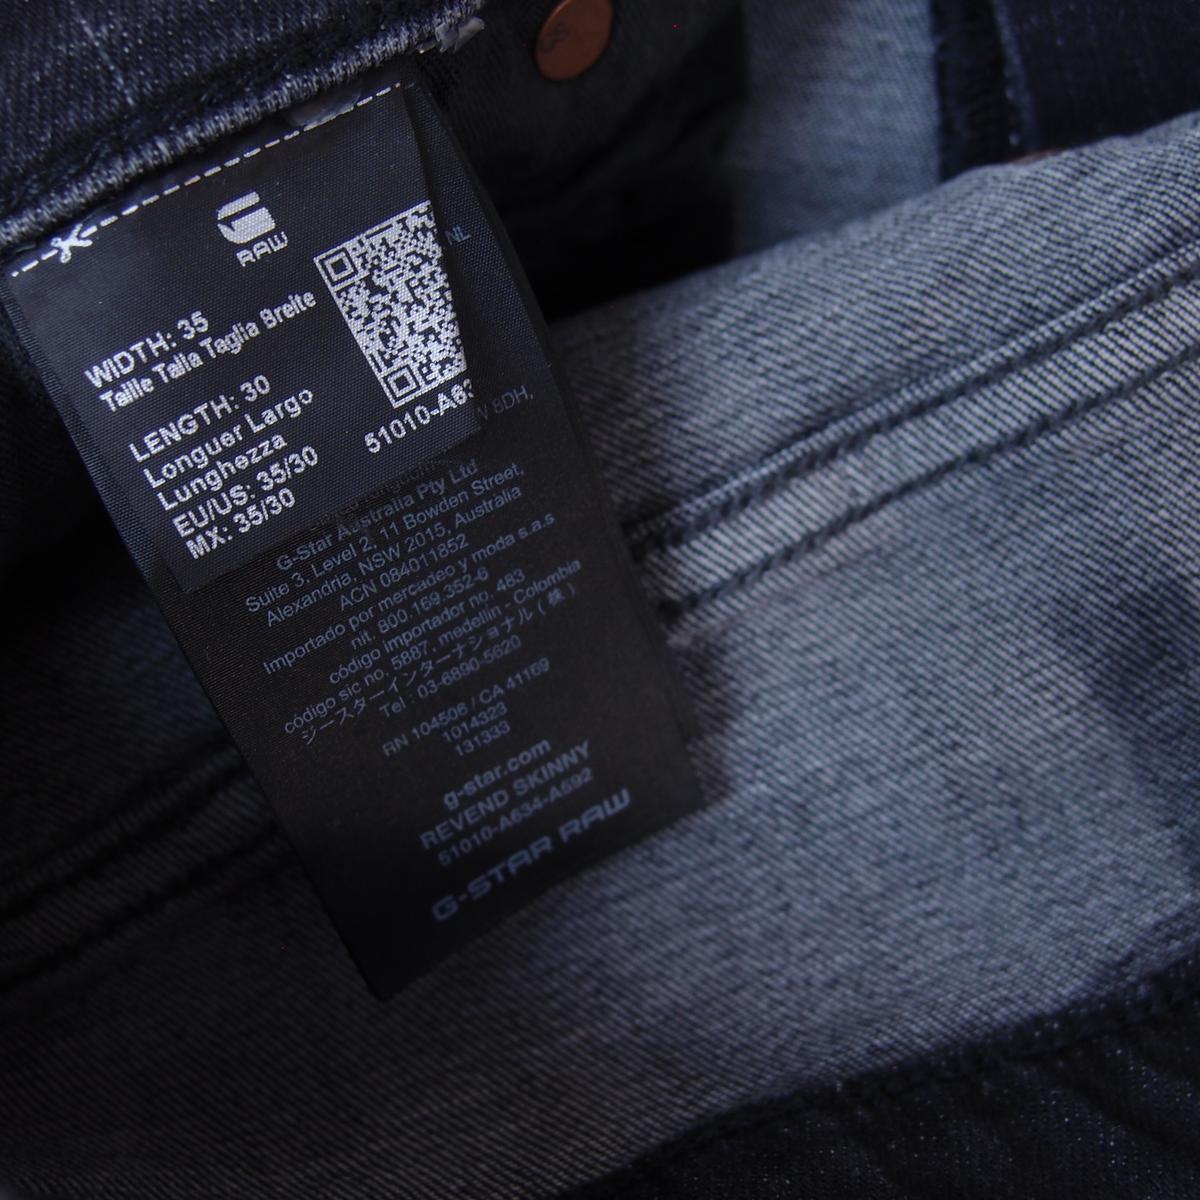 RAW
WIDTH: 35
Taille Talla Taglia Breite
LENGTH: 30
Longuer Largo
Lunghezza
EU/US: 35/30
MX: 35/30
51010-A63
NL
W 8DH,
G-Star Australia Pty Ltd
Suite 3, Level 2, 11 Bowden Street,
Alexandria, NSW 2015, Australia
ACN 084011852
Importado por mercadeo y moda s.a.s
nit. 800.169.352-6
código importador no. 483
código sic no. 5887, medellin - Colombia
ジースターインターナショナル(株)
Tel : 03-6890-5620
RN 104506 / CA 41169
1014323
131333
g-star.com
REVEND SKINNY
51010-A634-A592
G-STAR RAW